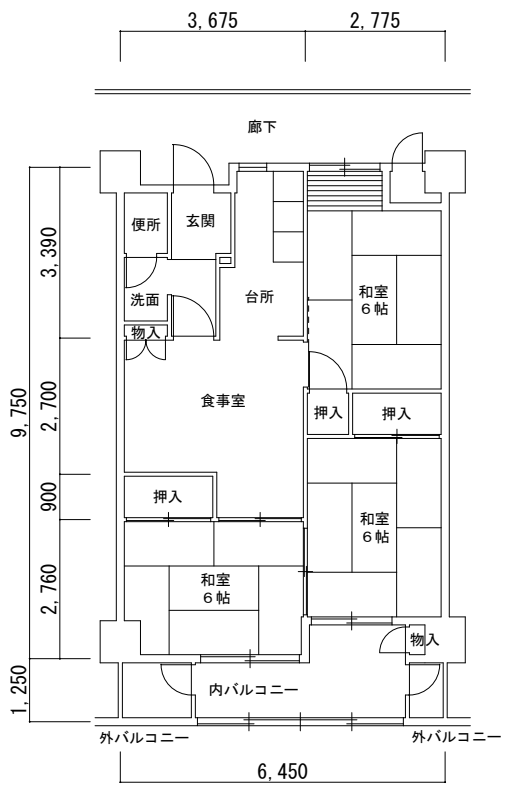 3,675
2,775
廊下
便所
玄関
3,390
洗面
台所
和室
6帖
物入
9,750
2,700
食事室
押入
押入
900
押入
和室
6帖
2,760
和室
6帖
物入
1,250
内バルコニー
外バルコニー
外バルコニー
6,450